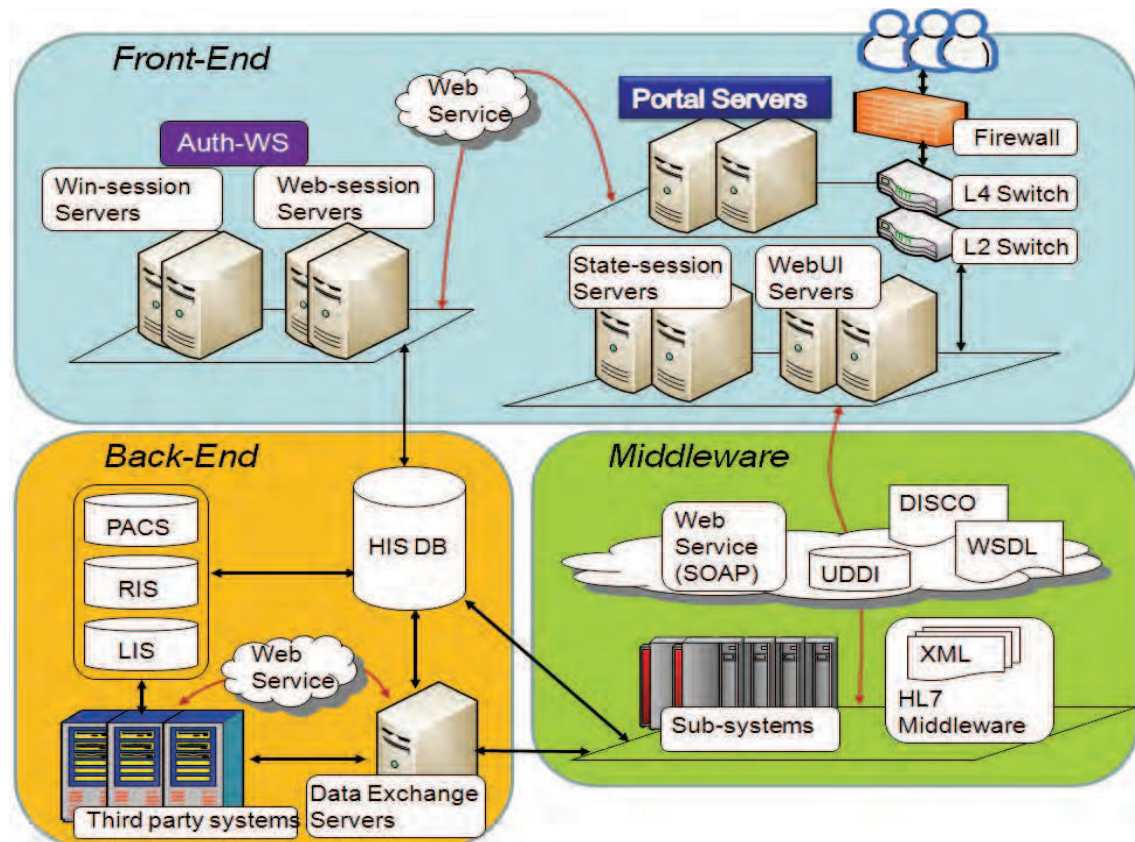 Front-End
Web
Service
Portal Servers
Firewall
Auth-WS
Win-session
Servers
Web-session
Servers
L4 Switch
L2 Switch
State-session
Servers
WebUI
Servers
Back-End
PACS
RIS
LIS
HIS DB
Web
Service
Third party systems
Data Exchange
Servers
Middleware
Web
Service
(SOAP)
DISCO
WSDL
UDDI
Sub-systems
XML
HL7
Middleware